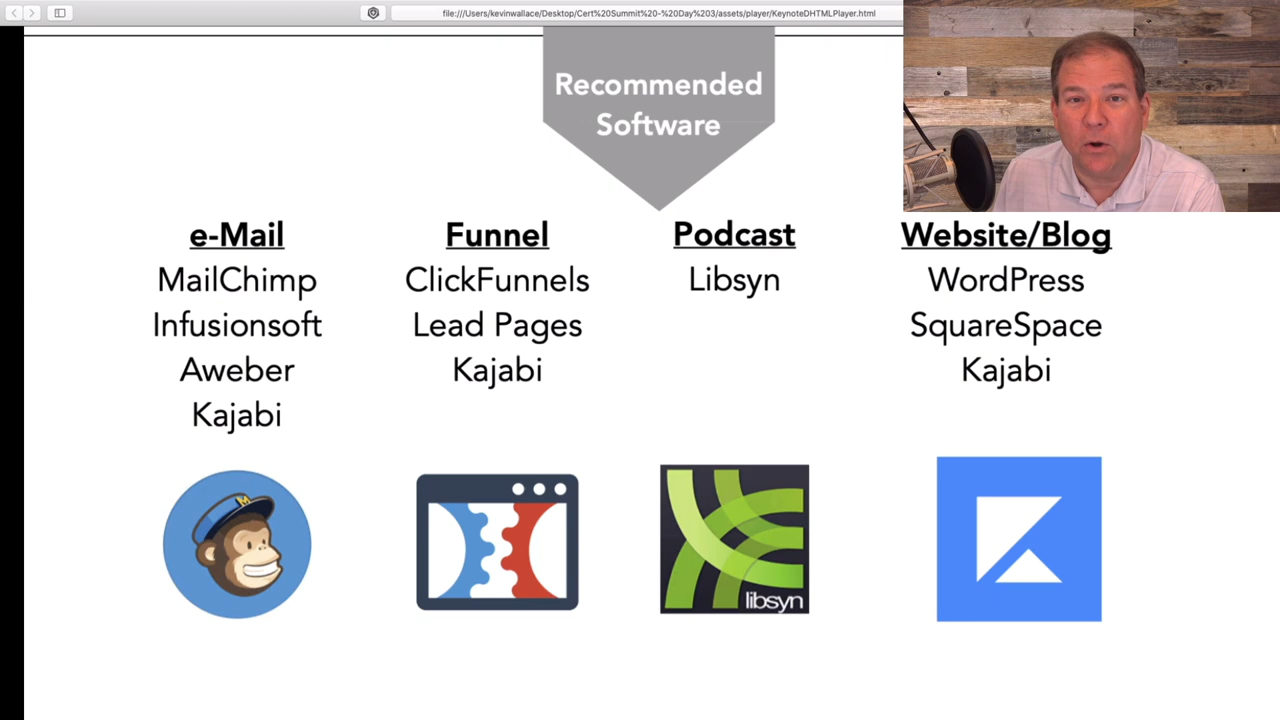 file:///Users/kevinwallace/Desktop/Cert%20Summit%20-%20Day%203/assets/player/KeynoteDHTMLPlayer.html
Recommended
Software
e-Mail
MailChimp
Infusionsoft
Aweber
Kajabi
Funnel
ClickFunnels
Lead Pages
Kajabi
Podcast
Libsyn
Website/Blog
WordPress
SquareSpace
Kajabi
M
libsyn